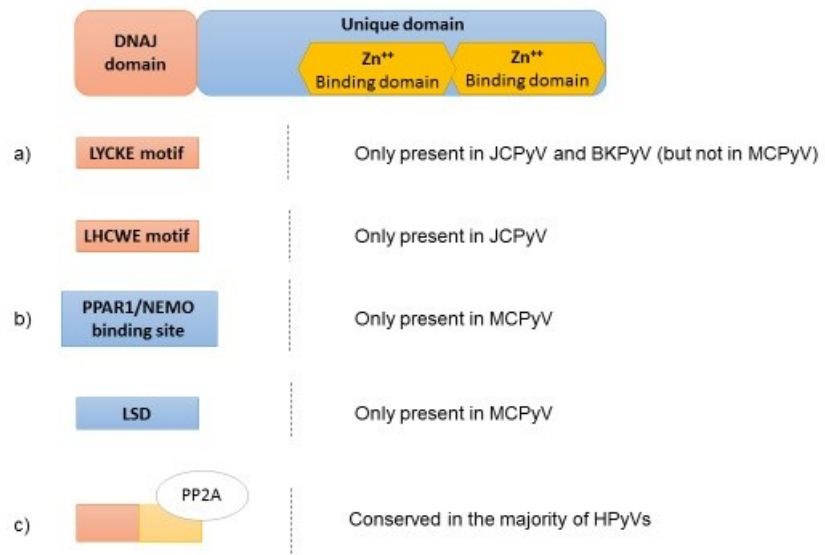 DNAJ
domain
Unique domain
Zn++
Binding domain
Zn++
Binding domain
a)
LYCKE motif
Only present in JCPyV and BKPyV (but not in MCPyV)
LHCWE motif
Only present in JCPyV
b)
PPAR1/NEMO
binding site
Only present in MCPyV
LSD
Only present in MCPyV
c)
PP2A
Conserved in the majority of HPyVs